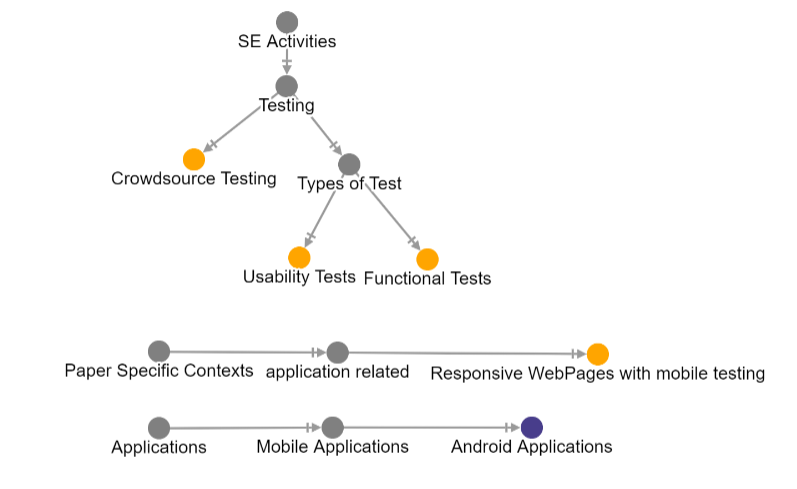 SE Activities
Testing
Crowdsource Testing
Types of Test
Usability Tests
Functional Tests
Paper Specific Contexts
application related
Responsive WebPages with mobile testing
Applications
Mobile Applications
Android Applications